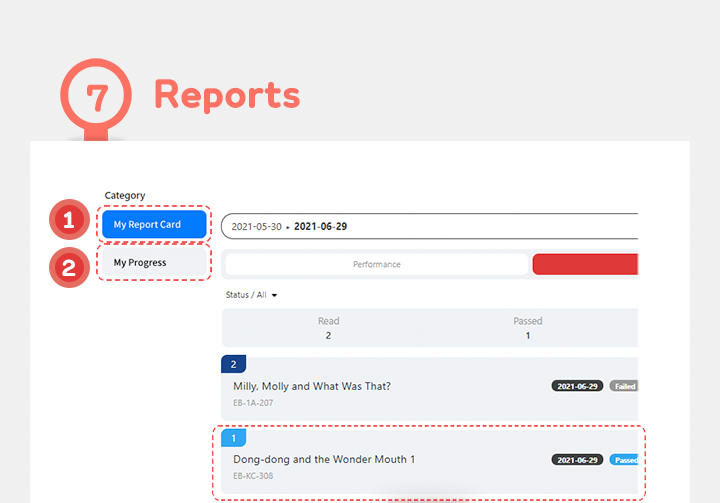 7 Reports
Category
1 My Report Card
2021-05-30 ▸ 2021-06-29
2 My Progress
Performance
Status / All ▼
Read Passed
2 1
2
Milly, Molly and What Was That? 2021-06-29 Failed
EB-1A-207
1
Dong-dong and the Wonder Mouth 1 2021-06-29 Passed
EB-KC-308